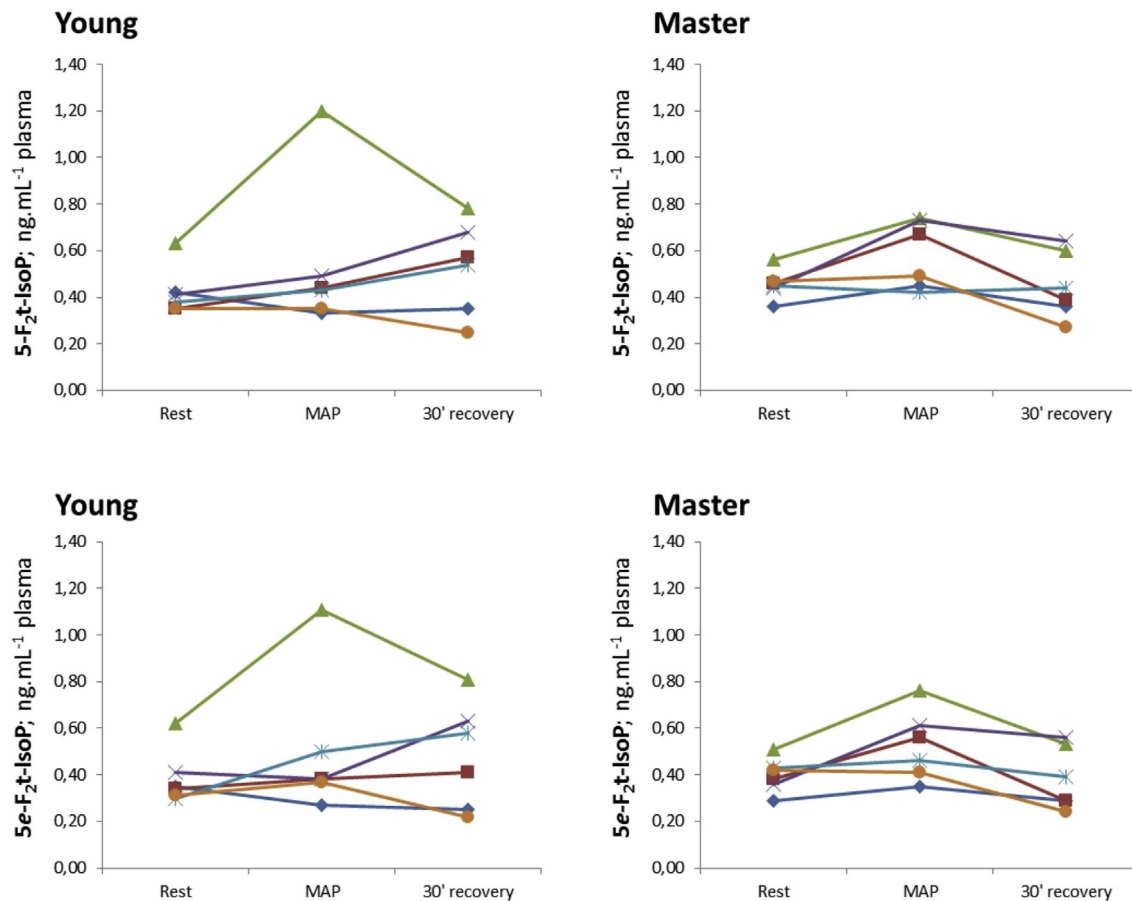 Young
5-F₂t-IsoP; ng.mL⁻¹ plasma
1,40
1,20
1,00
0,80
0,60
0,40
0,20
0,00
Rest
MAP
30' recovery
Master
5-F₂t-IsoP; ng.mL⁻¹ plasma
1,40
1,20
1,00
0,80
0,60
0,40
0,20
0,00
Rest
MAP
30' recovery
Young
5e-F₂t-IsoP; ng.mL⁻¹ plasma
1,40
1,20
1,00
0,80
0,60
0,40
0,20
0,00
Rest
MAP
30' recovery
Master
5e-F₂t-IsoP; ng.mL⁻¹ plasma
1,40
1,20
1,00
0,80
0,60
0,40
0,20
0,00
Rest
MAP
30' recovery